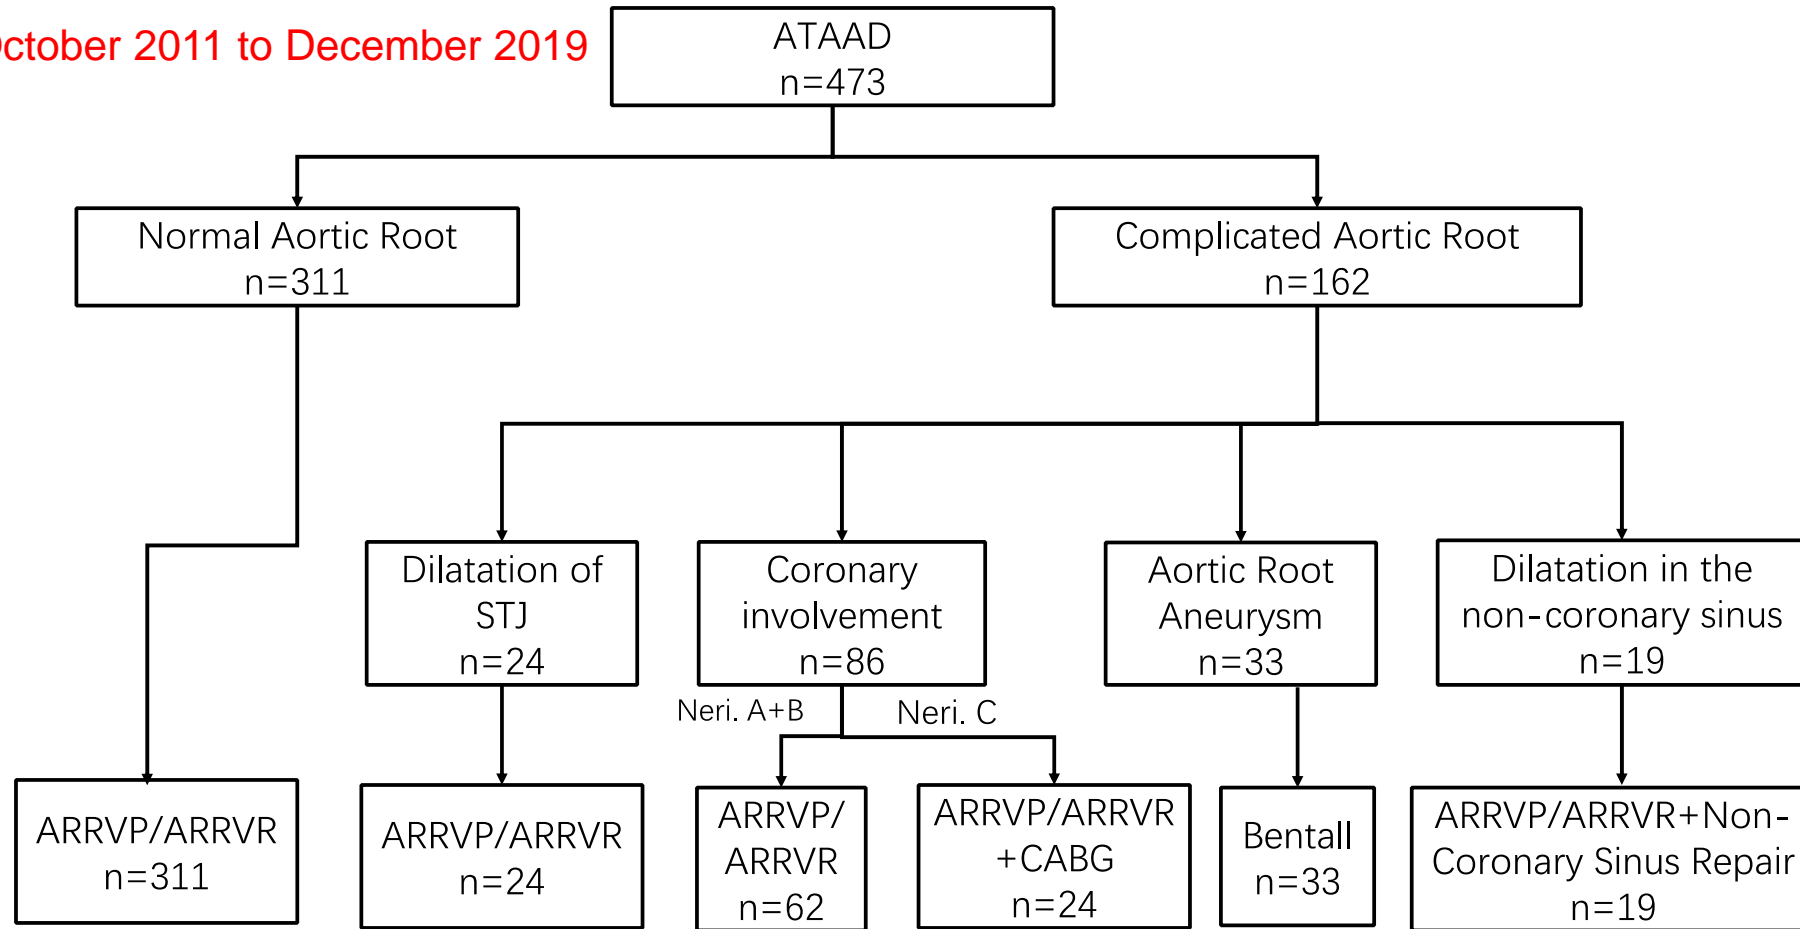 ctober 2011 to December 2019
ATAAD
n=473
Normal Aortic Root
n=311
Complicated Aortic Root
n=162
Dilatation of
STJ
n=24
Coronary
involvement
n=86
Aortic Root
Aneurysm
n=33
Dilatation in the
non-coronary sinus
n=19
Neri. A+B
Neri. C
ARRVP/ARRVR
n=311
ARRVP/ARRVR
n=24
ARRVP/
ARRVR
n=62
ARRVP/ARRVR
+CABG
n=24
Bentall
n=33
ARRVP/ARRVR+Non-
Coronary Sinus Repair
n=19